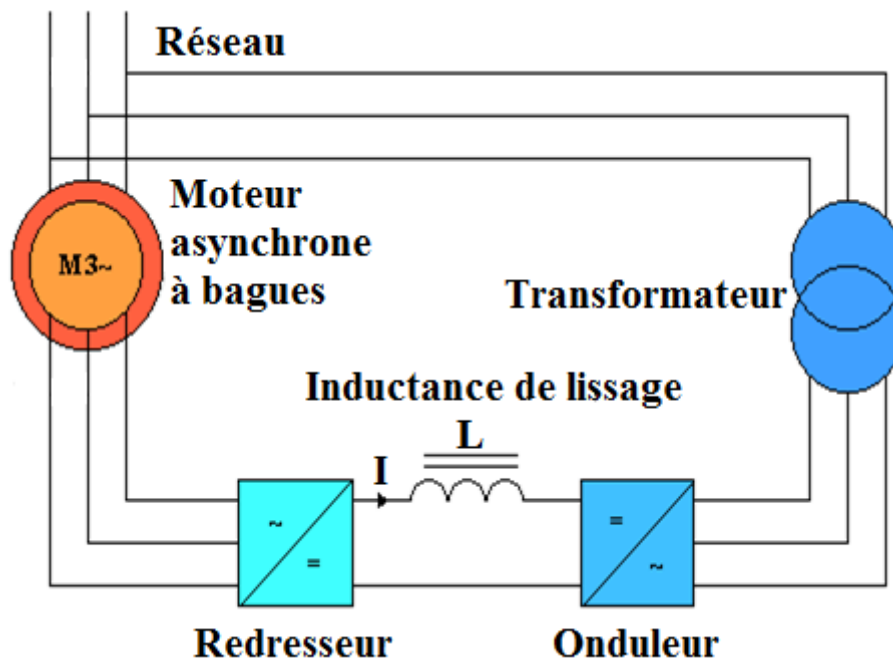 Réseau
Moteur
asynchrone
à bagues
M3~
Transformateur
Inductance de lissage
L
I
~
=
=
~
Redresseur
Onduleur